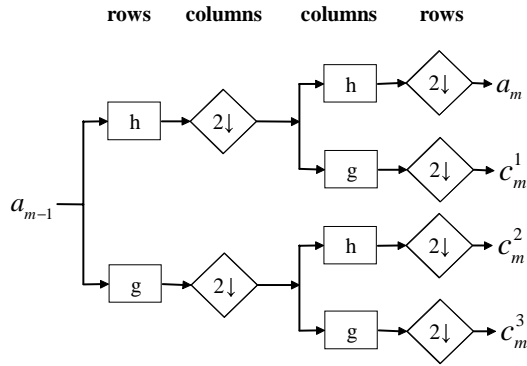 rows columns columns rows
h 2↓ a_m
h 2↓
g 2↓ c_m^1
a_{m-1}
h 2↓ c_m^2
g 2↓
g 2↓ c_m^3